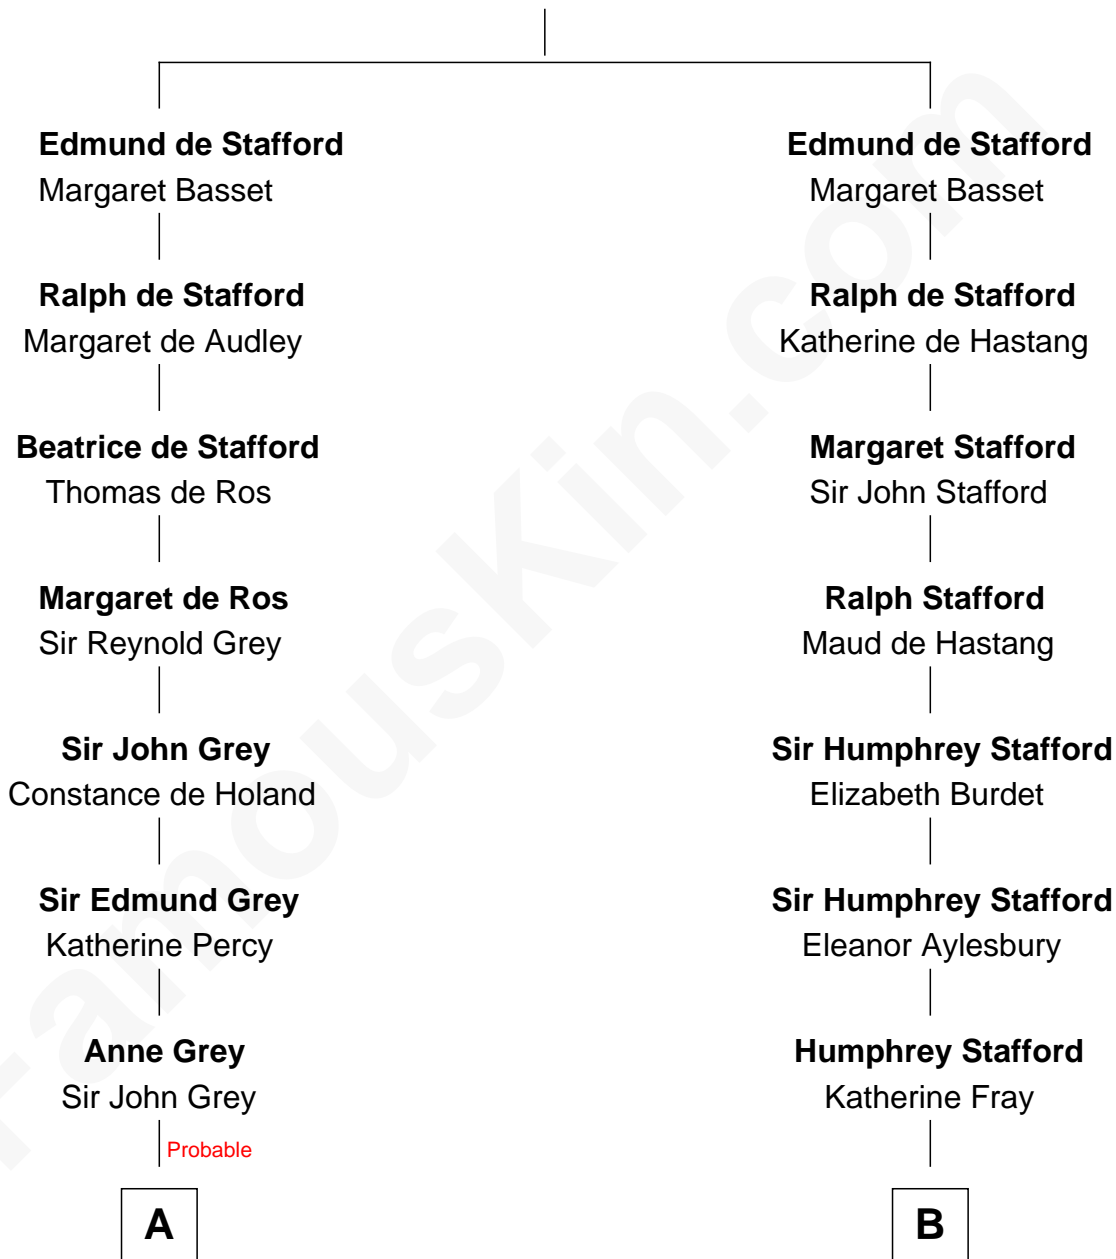 Edmund de Stafford
Margaret Basset
Ralph de Stafford
Margaret de Audley
Beatrice de Stafford
Thomas de Ros
Margaret de Ros
Sir Reynold Grey
Sir John Grey
Constance de Holand
Sir Edmund Grey
Katherine Percy
Anne Grey
Sir John Grey
Probable
A
Edmund de Stafford
Margaret Basset
Ralph de Stafford
Katherine de Hastang
Margaret Stafford
Sir John Stafford
Ralph Stafford
Maud de Hastang
Sir Humphrey Stafford
Elizabeth Burdet
Sir Humphrey Stafford
Eleanor Aylesbury
Humphrey Stafford
Katherine Fray
B
FamousKin.com